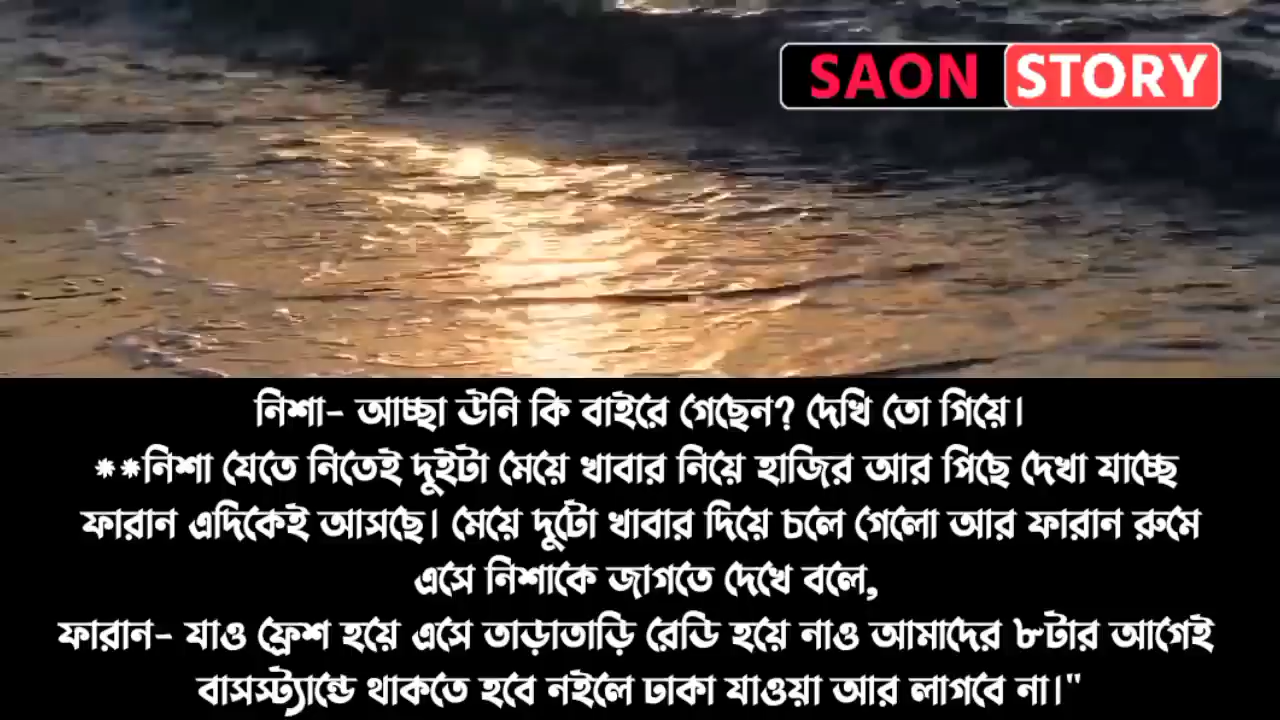 SAON STORY
নিশা- আচ্ছা উনি কি বাইরে গেছেন? দেখি তো গিয়ে।
**নিশা যেতে নিতেই দুইটা মেয়ে খাবার নিয়ে হাজির আর পিছে দেখা যাচ্ছে
ফারান এদিকেই আসছে। মেয়ে দুটো খাবার দিয়ে চলে গেলো আর ফারান রুমে
এসে নিশাকে জাগতে দেখে বলে,
ফারান- যাও ফ্রেশ হয়ে এসে তাড়াতাড়ি রেডি হয়ে নাও আমাদের ৮টার আগেই
বাসস্ট্যান্ডে থাকতে হবে নইলে ঢাকা যাওয়া আর লাগবে না।"